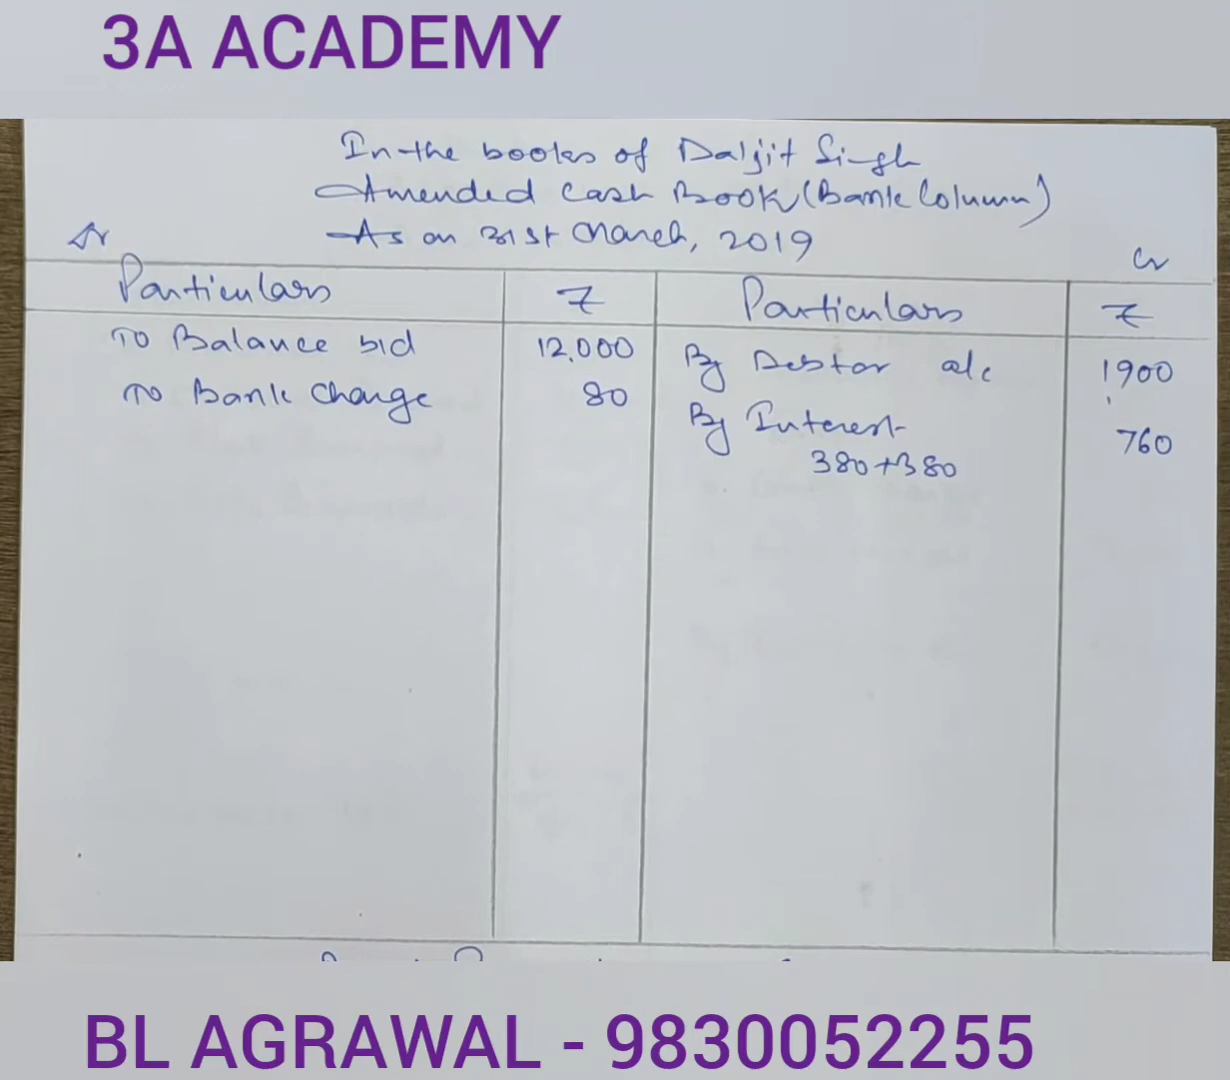 3A ACADEMY
In the books of Daljit Singh
Amended Cash Book (Bank Column)
As on 31st March, 2019
Dr
Cr
Particulars ₹ Particulars ₹
To Balance b/d 12,000 By Debtor a/c 1900
To Bank Charge 80 By Interest 760
380+380
BL AGRAWAL - 9830052255